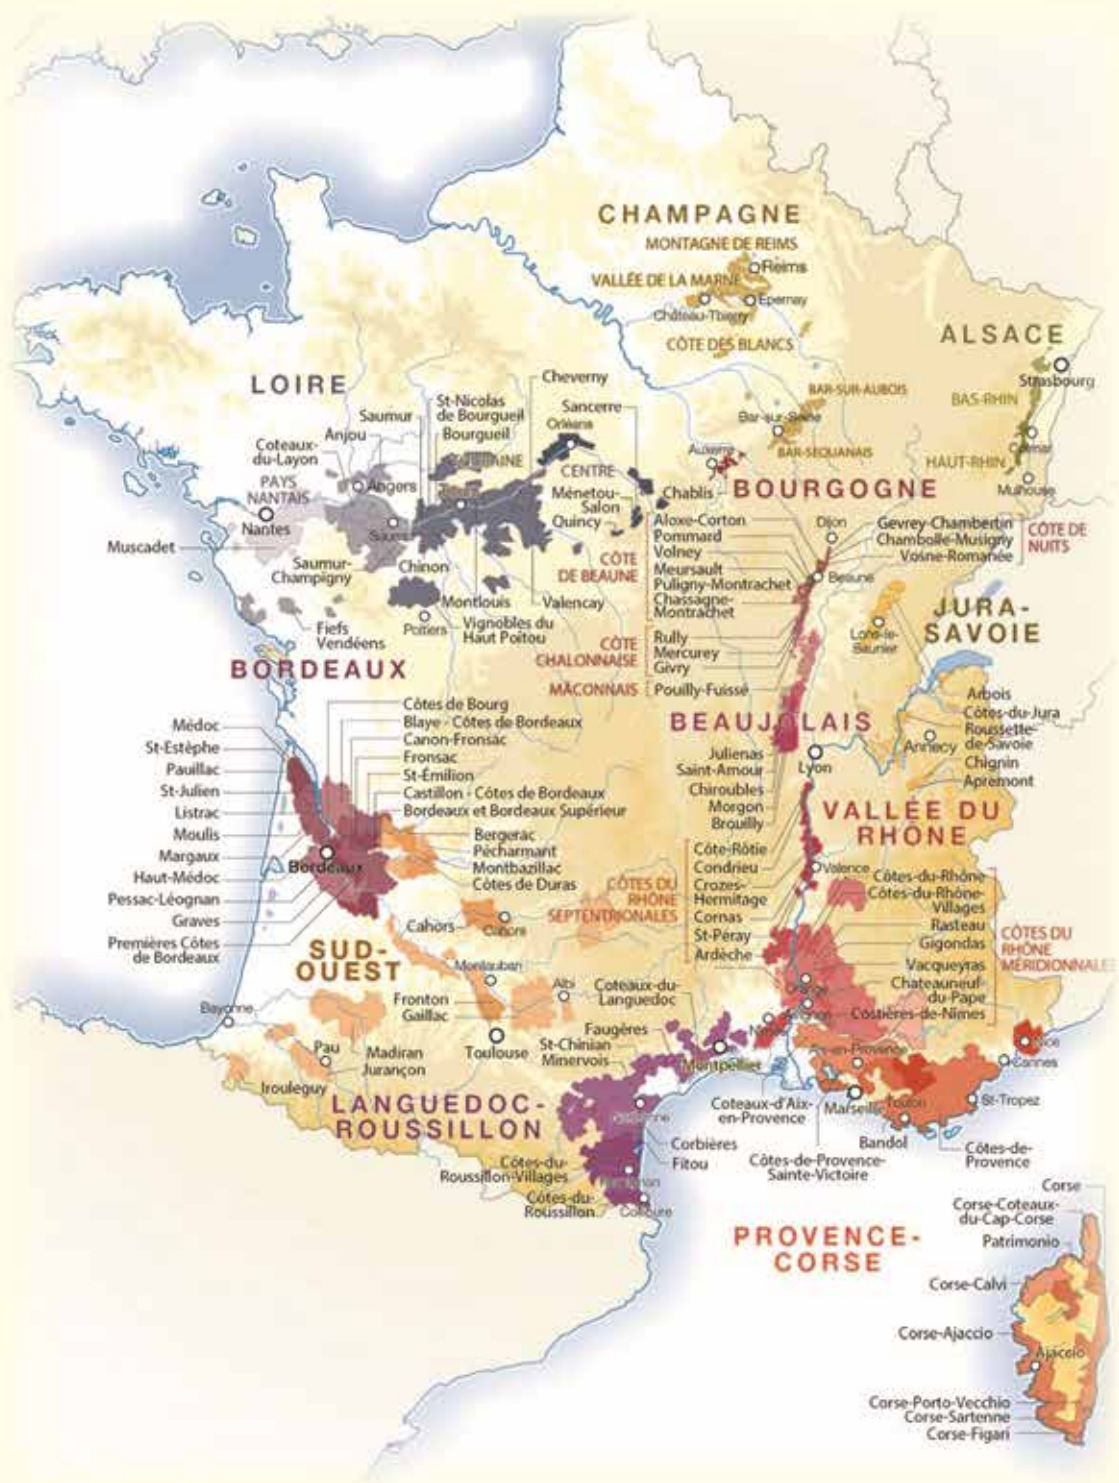 CHAMPAGNE
MONTAGNE DE REIMS
Reims
VALLÉE DE LA MARNE
Épernay
Château-Thierry
CÔTE DES BLANCS
ALSACE
Strasbourg
BAS-RHIN
HAUT-RHIN
Mulhouse
BAR-SUR-AUBOIS
Bar-sur-Seine
BAR-SEQUANAIS
LOIRE
Cheverny
St-Nicolas
de Bourgueil
Sancerre
Saumur
Bourgueil
Orléans
Anjou
Coteaux-
du-Layon
CENTRE
PAYS
NANTAIS
Angers
Nantes
Ménetou-
Salon
Quincy
Muscadet
Saumur-
Champigny
Chinon
Montlouis
Valencay
Fiefs
Vendéens
Poitiers
Vignobles du
Haut Poitou
Auxerre
Chablis
BOURGOGNE
Aloxe-Corton
Pommard
Volney
Meursault
Puligny-Montrachet
Chassagne-
Montrachet
CÔTE
DE BEAUNE
Dijon
Gevrey-Chambertin
Chambolle-Musigny
Vosne-Romanée
CÔTE DE
NUITS
Beaune
Rully
Mercurey
Givry
CÔTE
CHALONNAISE
MÂCONNAIS
Pouilly-Fuissé
JURA-
SAVOIE
Lons-le-
Saunier
Arbois
Côtes-du-Jura
Roussette-
de-Savoie
Annecy
Chignin
Apremont
BEAUJOLAIS
Julienas
Saint-Amour
Chiroubles
Morgon
Brouilly
Lyon
BORDEAUX
Côtes de Bourg
Blaye - Côtes de Bordeaux
Canon-Fronsac
Fronsac
St-Émilion
Castillon - Côtes de Bordeaux
Bordeaux et Bordeaux Supérieur
Médoc
St-Estèphe
Pauillac
St-Julien
Listrac
Moulis
Margaux
Haut-Médoc
Pessac-Léognan
Graves
Premières Côtes
de Bordeaux
Bordeaux
Bergerac
Pécharmant
Montbazillac
Côtes de Duras
VALLÉE DU
RHÔNE
Côte-Rôtie
Condrieu
Crozes-
Hermitage
Cornas
St-Péray
Ardèche
CÔTES DU
RHÔNE
SEPTENTRIONALES
Valence
Côtes-du-Rhône
Côtes-du-Rhône-
Villages
Rasteau
Gigondas
Vacqueyras
Chateauneuf-
du-Pape
Costières-de-Nimes
CÔTES DU
RHÔNE
MÉRIDIONNALE
Orange
Avignon
SUD-
OUEST
Cahors
Cahors
Montauban
Albi
Fronton
Gaillac
Bayonne
Pau
Madiran
Jurançon
Irouleguy
Toulouse
Coteaux-du-
Languedoc
Faugères
St-Chinian
Minervois
Nimes
Montpellier
LANGUEDOC-
ROUSSILLON
Corbières
Fitou
Côtes-du-
Roussillon-Villages
Côtes-du-
Roussillon
Collioure
Aix-en-Provence
Nice
Cannes
Coteaux-d'Aix-
en-Provence
Marseille
Toulon
St-Tropez
Bandol
Côtes-de-Provence-
Sainte-Victoire
Côtes-de-
Provence
PROVENCE-
CORSE
Corse
Corse-Coteaux-
du-Cap-Corse
Patrimonio
Corse-Calvi
Corse-Ajaccio
Ajaccio
Corse-Porto-Vecchio
Corse-Sartenne
Corse-Figari